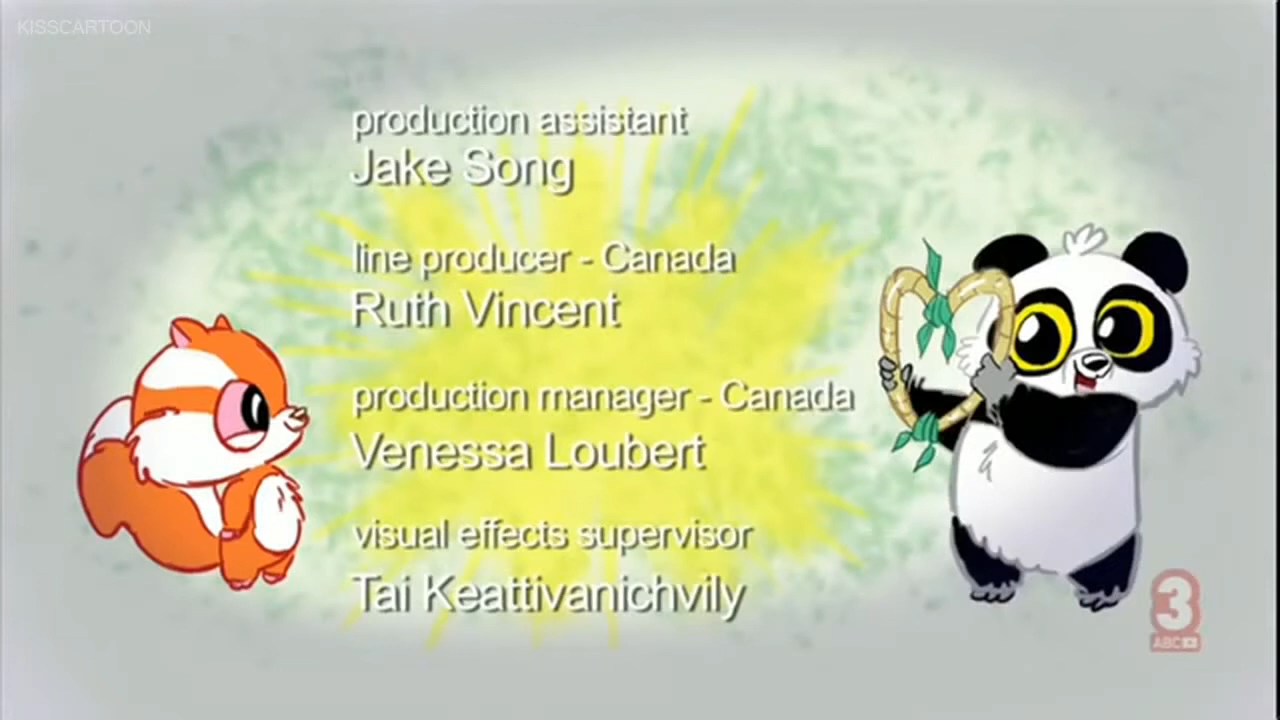 KISSCARTOON
production assistant
Jake Song
line producer - Canada
Ruth Vincent
production manager - Canada
Venessa Loubert
visual effects supervisor
Tai Keattivanichvily
3
ABC